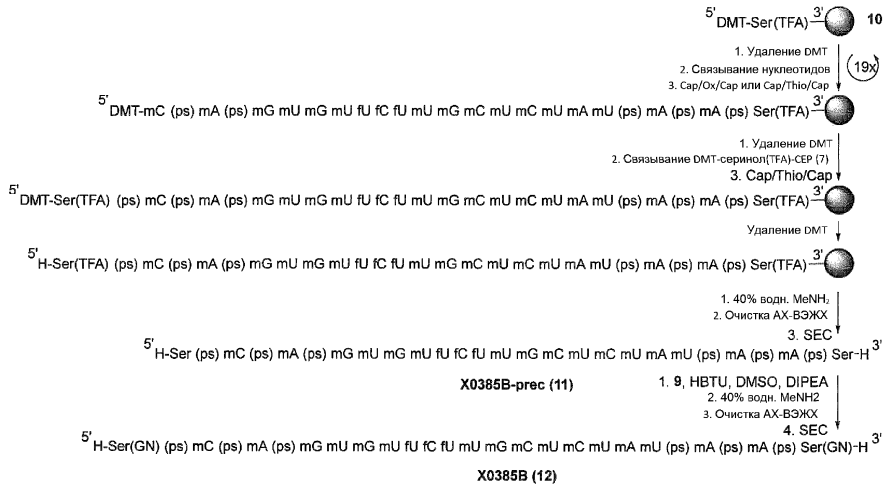 5' DMT-Ser(TFA) 3' 10
1. Удаление DMT
2. Связывание нуклеотидов
3. Cap/Ox/Cap или Cap/Thio/Cap
19x
5' DMT-mC (ps) mA (ps) mG mU mG mU fU fC fU mU mG mC mU mC mU mA mU (ps) mA (ps) mA (ps) Ser(TFA) 3'
1. Удаление DMT
2. Связывание DMT-серинол(TFA)-CEP (7)
3. Cap/Thio/Cap
5' DMT-Ser(TFA) (ps) mC (ps) mA (ps) mG mU mG mU fU fC fU mU mG mC mU mC mU mA mU (ps) mA (ps) mA (ps) Ser(TFA) 3'
Удаление DMT
5' H-Ser(TFA) (ps) mC (ps) mA (ps) mG mU mG mU fU fC fU mU mG mC mU mC mU mA mU (ps) mA (ps) mA (ps) Ser(TFA) 3'
1. 40% водн. MeNH₂
2. Очистка АХ-ВЭЖХ
3. SEC
5' H-Ser (ps) mC (ps) mA (ps) mG mU mG mU fU fC fU mU mG mC mU mC mU mA mU (ps) mA (ps) mA (ps) Ser-H 3'
X0385B-prec (11)
1. 9, HBTU, DMSO, DIPEA
2. 40% водн. MeNH2
3. Очистка АХ-ВЭЖХ
4. SEC
5' H-Ser(GN) (ps) mC (ps) mA (ps) mG mU mG mU fU fC fU mU mG mC mU mC mU mA mU (ps) mA (ps) mA (ps) Ser(GN)-H 3'
X0385B (12)